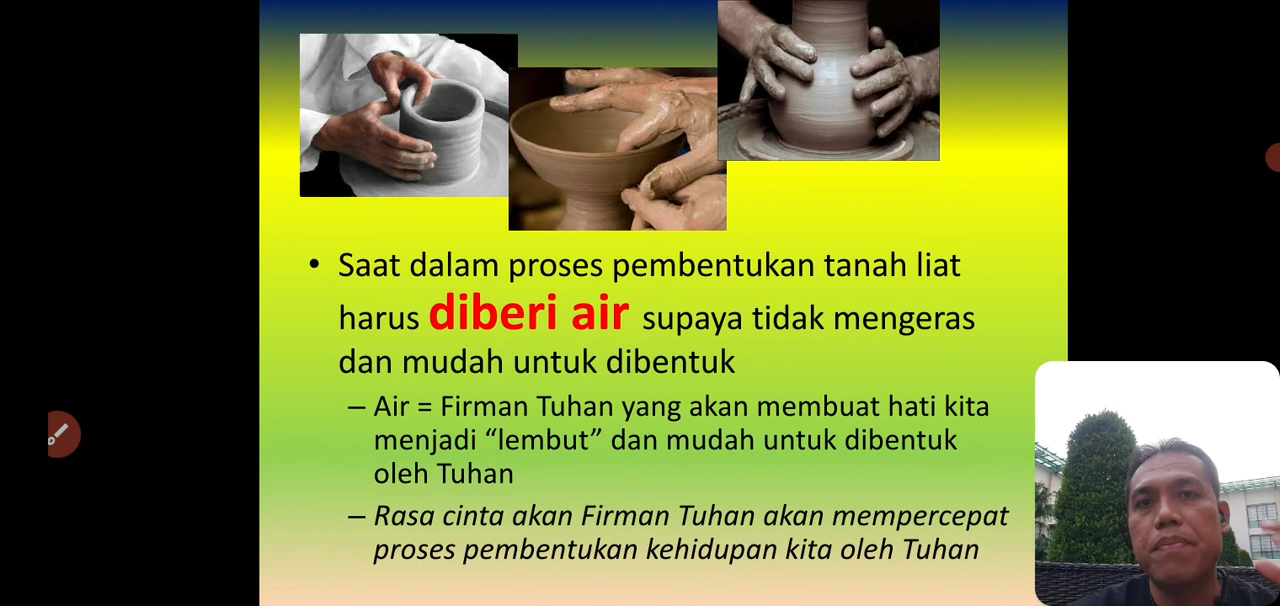 • Saat dalam proses pembentukan tanah liat
harus diberi air supaya tidak mengeras
dan mudah untuk dibentuk
– Air = Firman Tuhan yang akan membuat hati kita
menjadi “lembut” dan mudah untuk dibentuk
oleh Tuhan
– Rasa cinta akan Firman Tuhan akan mempercepat
proses pembentukan kehidupan kita oleh Tuhan